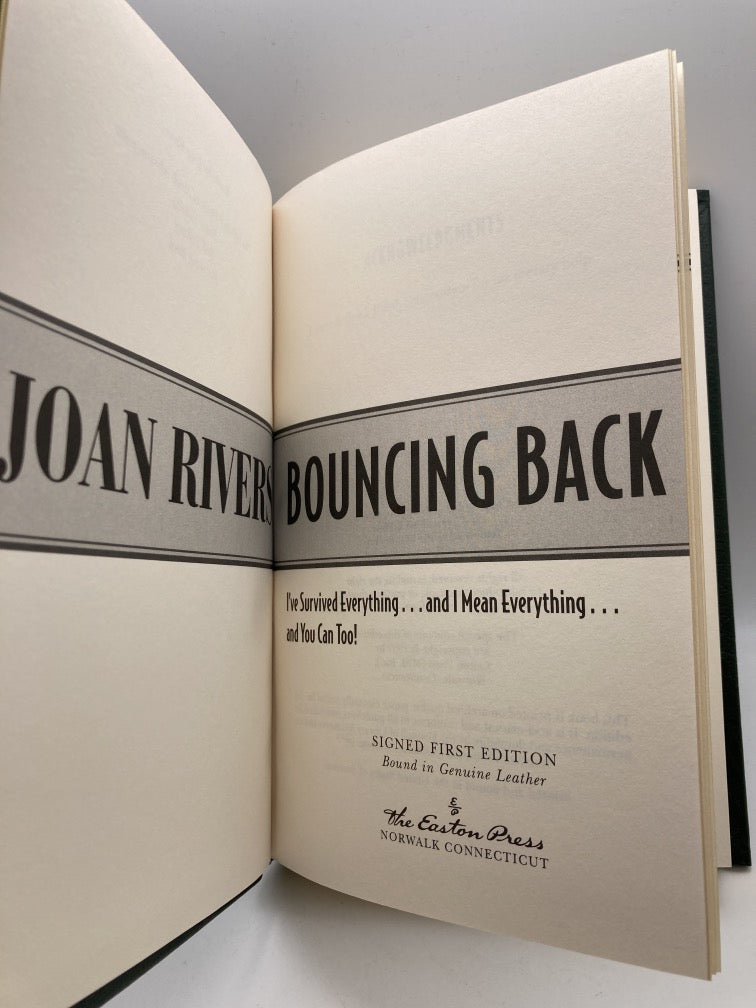 JOAN RIVERS
BOUNCING BACK
I've Survived Everything . . . and I Mean Everything . . .
and You Can Too!
SIGNED FIRST EDITION
Bound in Genuine Leather
E
P
The Easton Press
NORWALK CONNECTICUT